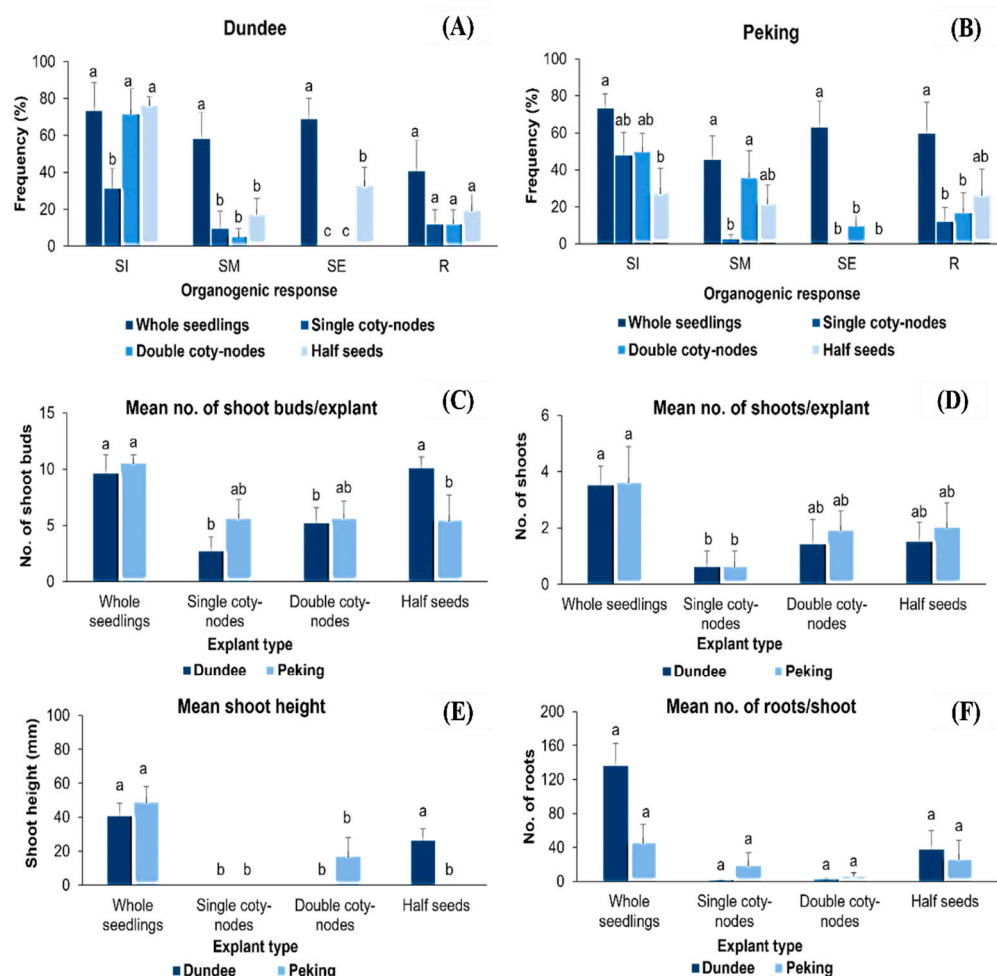 Dundee
(A)
Frequency (%)
100
80
60
40
20
0
a
b
a
a
a
b
b
b
a
c
c
b
a
a
a
a
SI
SM
SE
R
Organogenic response
Whole seedlings
Single coty-nodes
Double coty-nodes
Half seeds
Peking
(B)
Frequency (%)
100
80
60
40
20
0
a
ab
ab
b
a
b
a
ab
a
b
b
b
a
b
b
ab
SI
SM
SE
R
Organogenic response
Whole seedlings
Single coty-nodes
Double coty-nodes
Half seeds
Mean no. of shoot buds/explant
(C)
No. of shoot buds
15
10
5
0
a
a
b
ab
b
ab
a
b
Whole
seedlings
Single coty-
nodes
Double coty-
nodes
Half seeds
Explant type
Dundee
Peking
Mean no. of shoots/explant
(D)
No. of shoots
6
4
2
0
a
a
b
b
ab
ab
ab
ab
Whole seedlings
Single coty-
nodes
Double coty-
nodes
Half seeds
Explant type
Dundee
Peking
Mean shoot height
(E)
Shoot height (mm)
100
80
60
40
20
0
a
a
b
b
b
b
a
b
Whole
seedlings
Single coty-
nodes
Double coty-
nodes
Half seeds
Explant type
Dundee
Peking
Mean no. of roots/shoot
(F)
No. of roots
200
160
120
80
40
0
a
a
a
a
a
a
a
a
Whole
seedlings
Single coty-
nodes
Double coty-
nodes
Half seeds
Explant type
Dundee
Peking